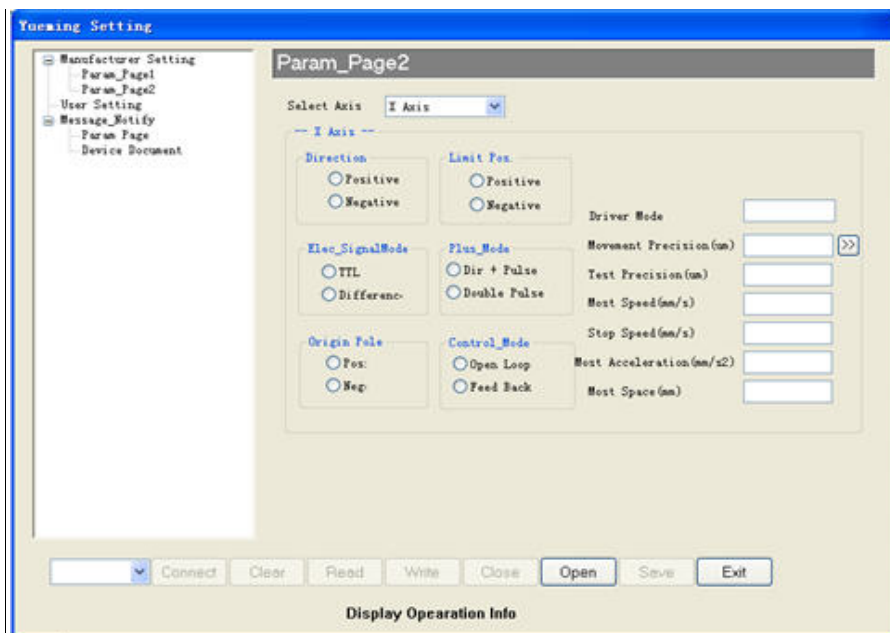 Yueming Setting
Manufacturer Setting
Param_Page1
Param_Page2
User Setting
Message_Notify
Param Page
Device Document
Param_Page2
Select Axis X Axis
-- X Axis --
Direction
Positive
Negative
Limit Pos.
Positive
Negative
Elec_SignalMode
TTL
Differenc-
Plus_Mode
Dir + Pulse
Double Pulse
Origin Pole
Pos:
Neg:
Control_Mode
Open Loop
Feed Back
Driver Mode
Movement Precision(um) >>
Test Precision(um)
Most Speed(mm/s)
Stop Speed(mm/s)
Most Acceleration(mm/s2)
Most Space(mm)
Connect Clear Read Write Close Open Save Exit
Display Opearation Info